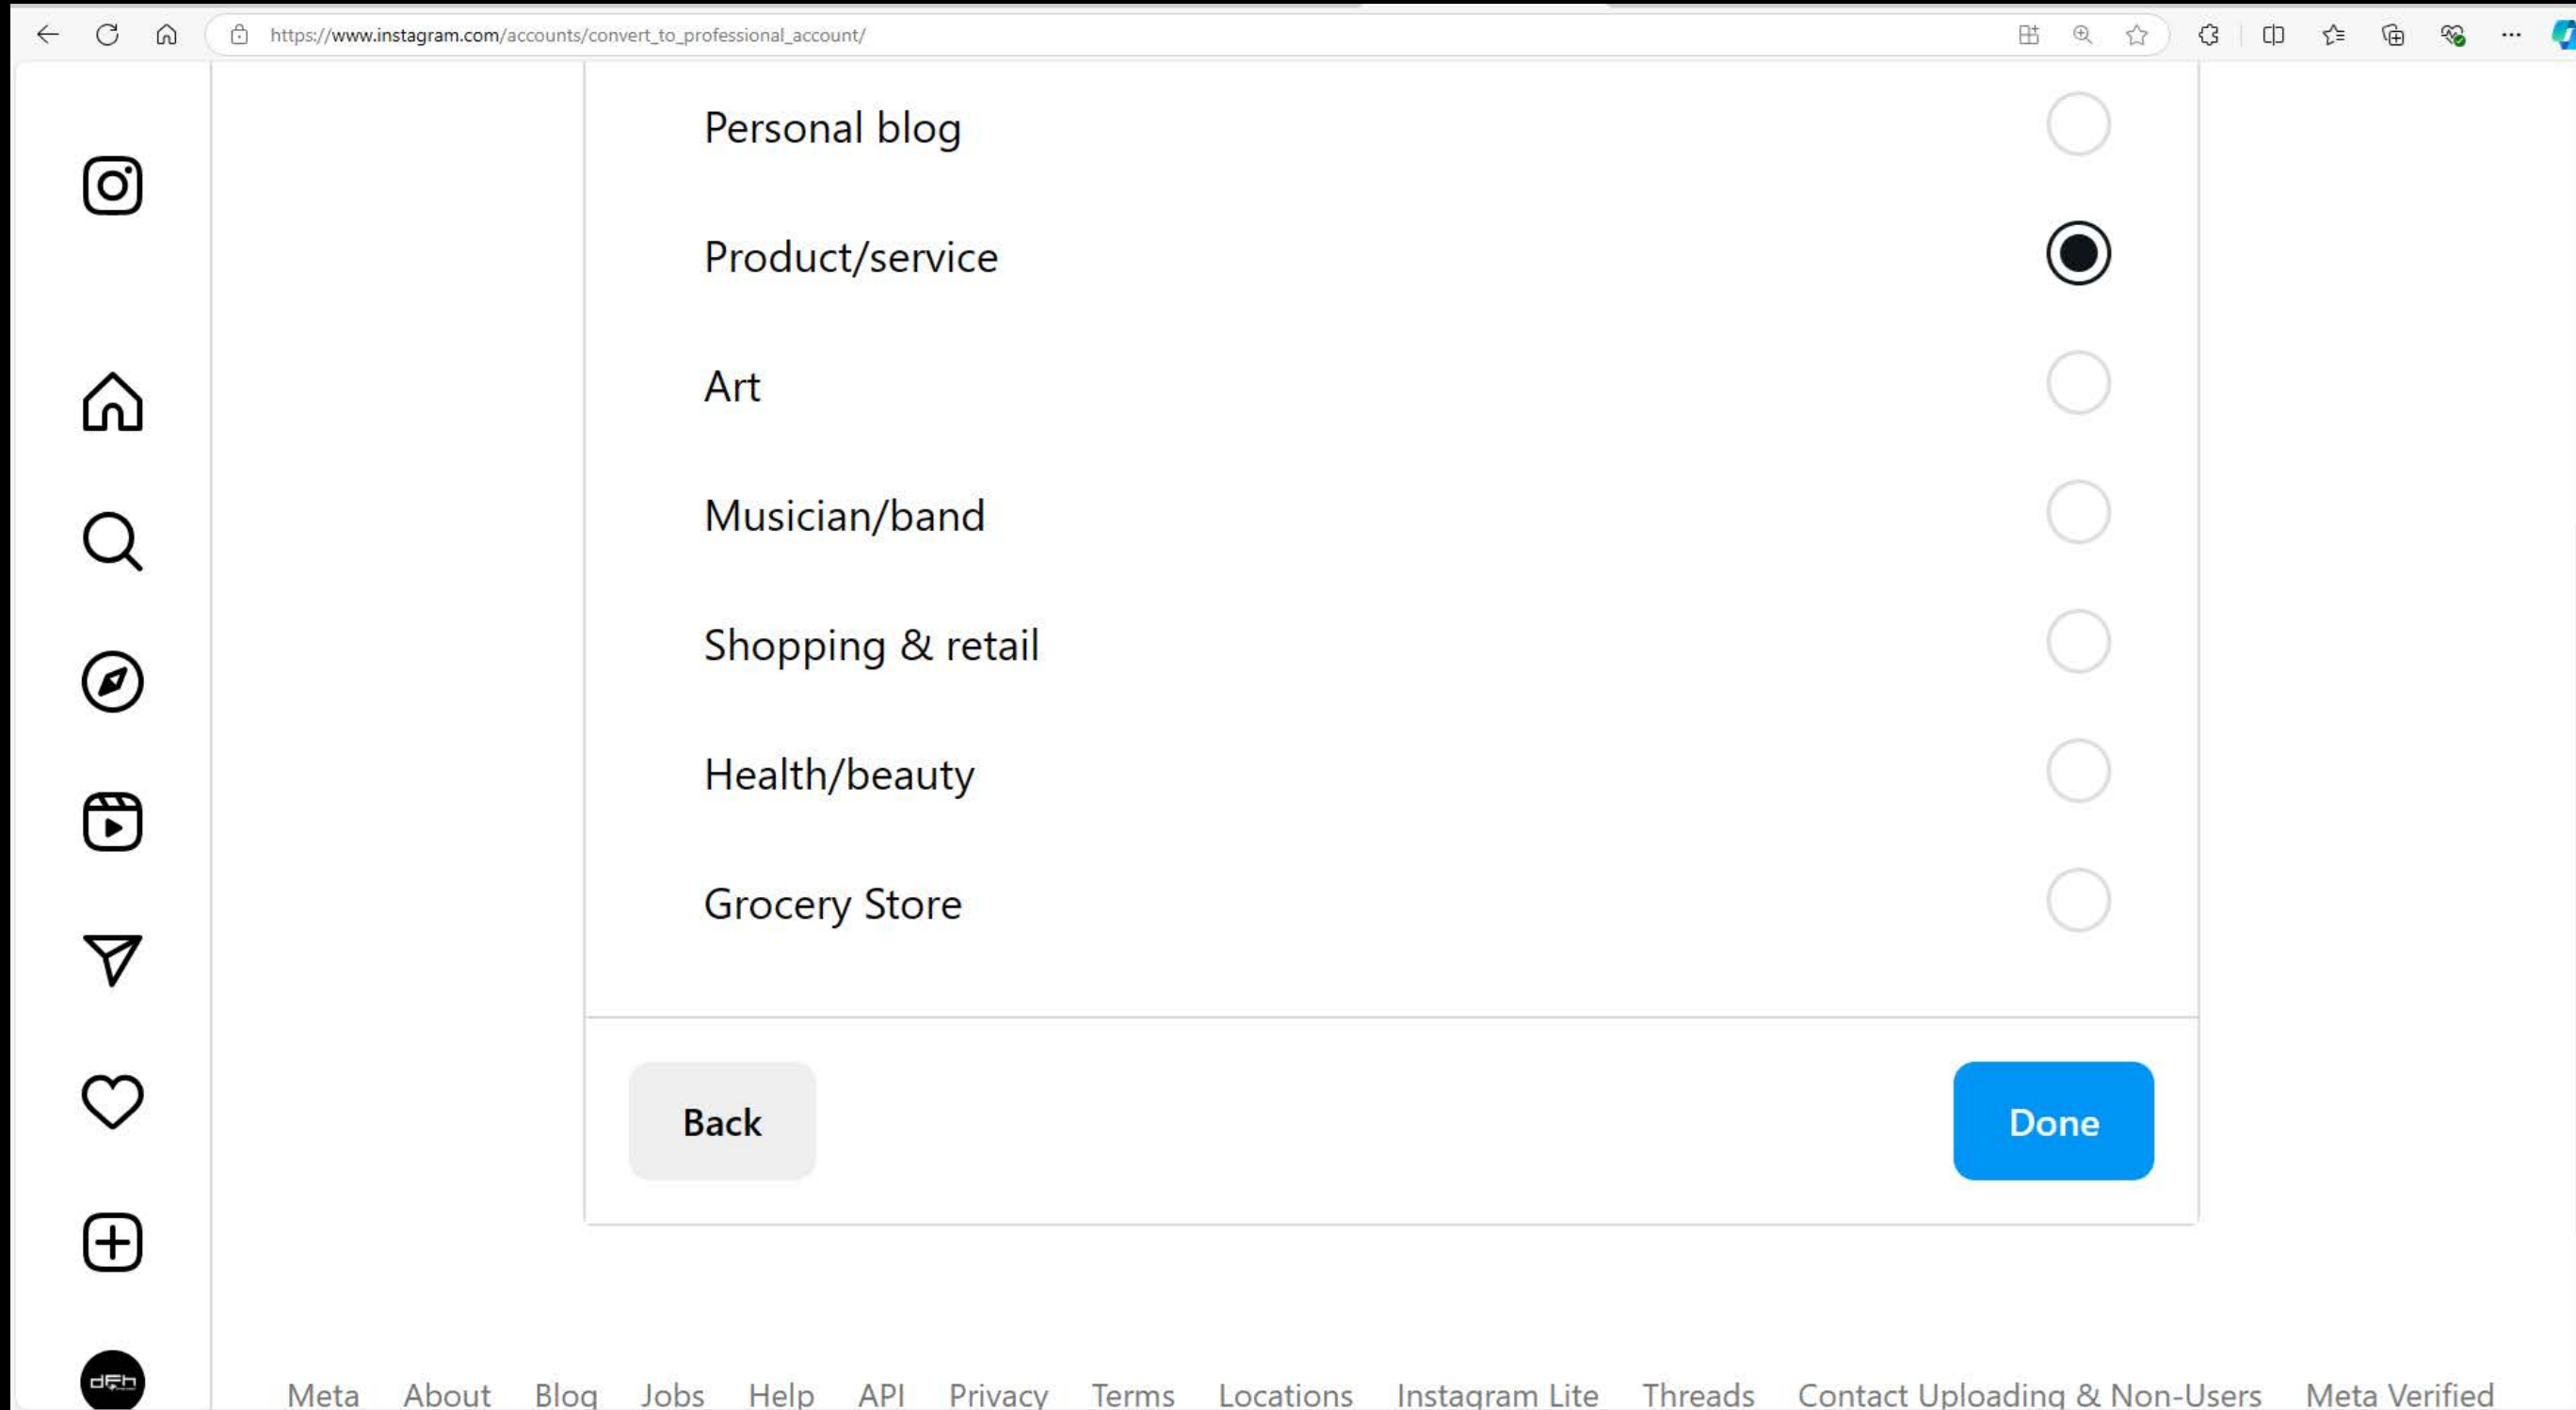 https://www.instagram.com/accounts/convert_to_professional_account/
Personal blog
Product/service
Art
Musician/band
Shopping & retail
Health/beauty
Grocery Store
Back
Done
dFh
Meta About Blog Jobs Help API Privacy Terms Locations Instagram Lite Threads Contact Uploading & Non-Users Meta Verified